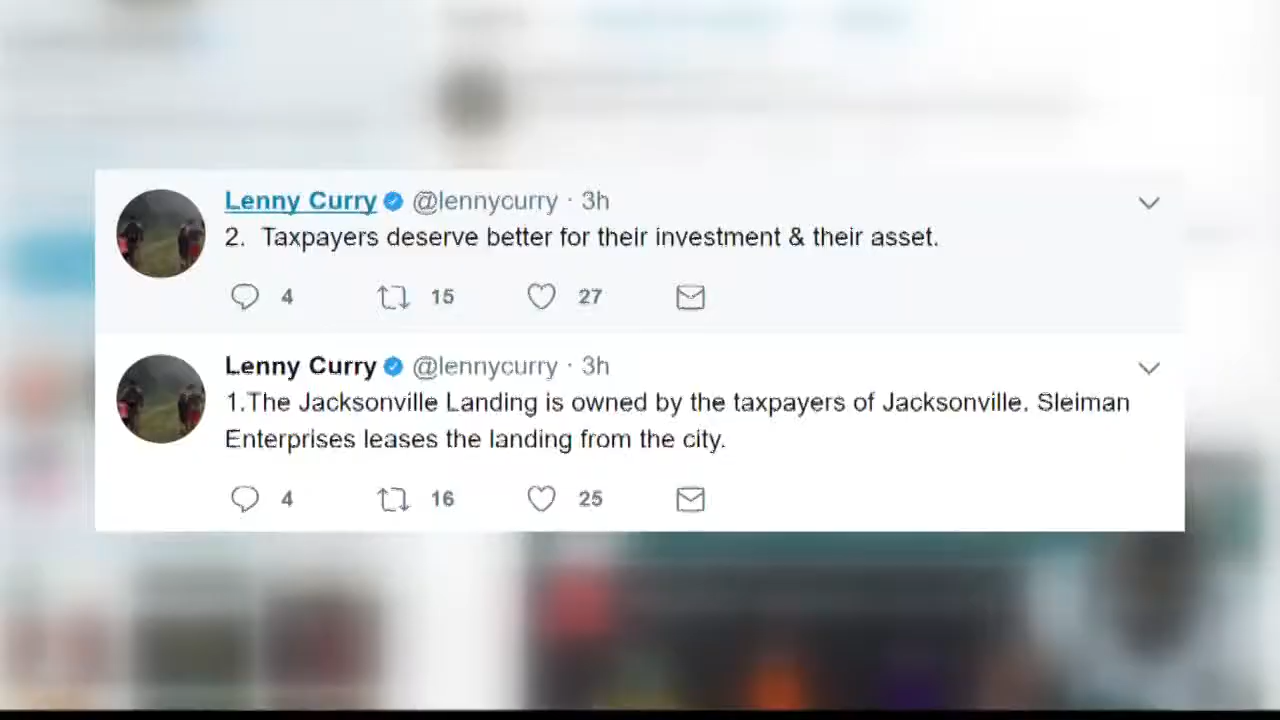 Lenny Curry @lennycurry · 3h
2. Taxpayers deserve better for their investment & their asset.
4 15 27
Lenny Curry @lennycurry · 3h
1.The Jacksonville Landing is owned by the taxpayers of Jacksonville. Sleiman
Enterprises leases the landing from the city.
4 16 25